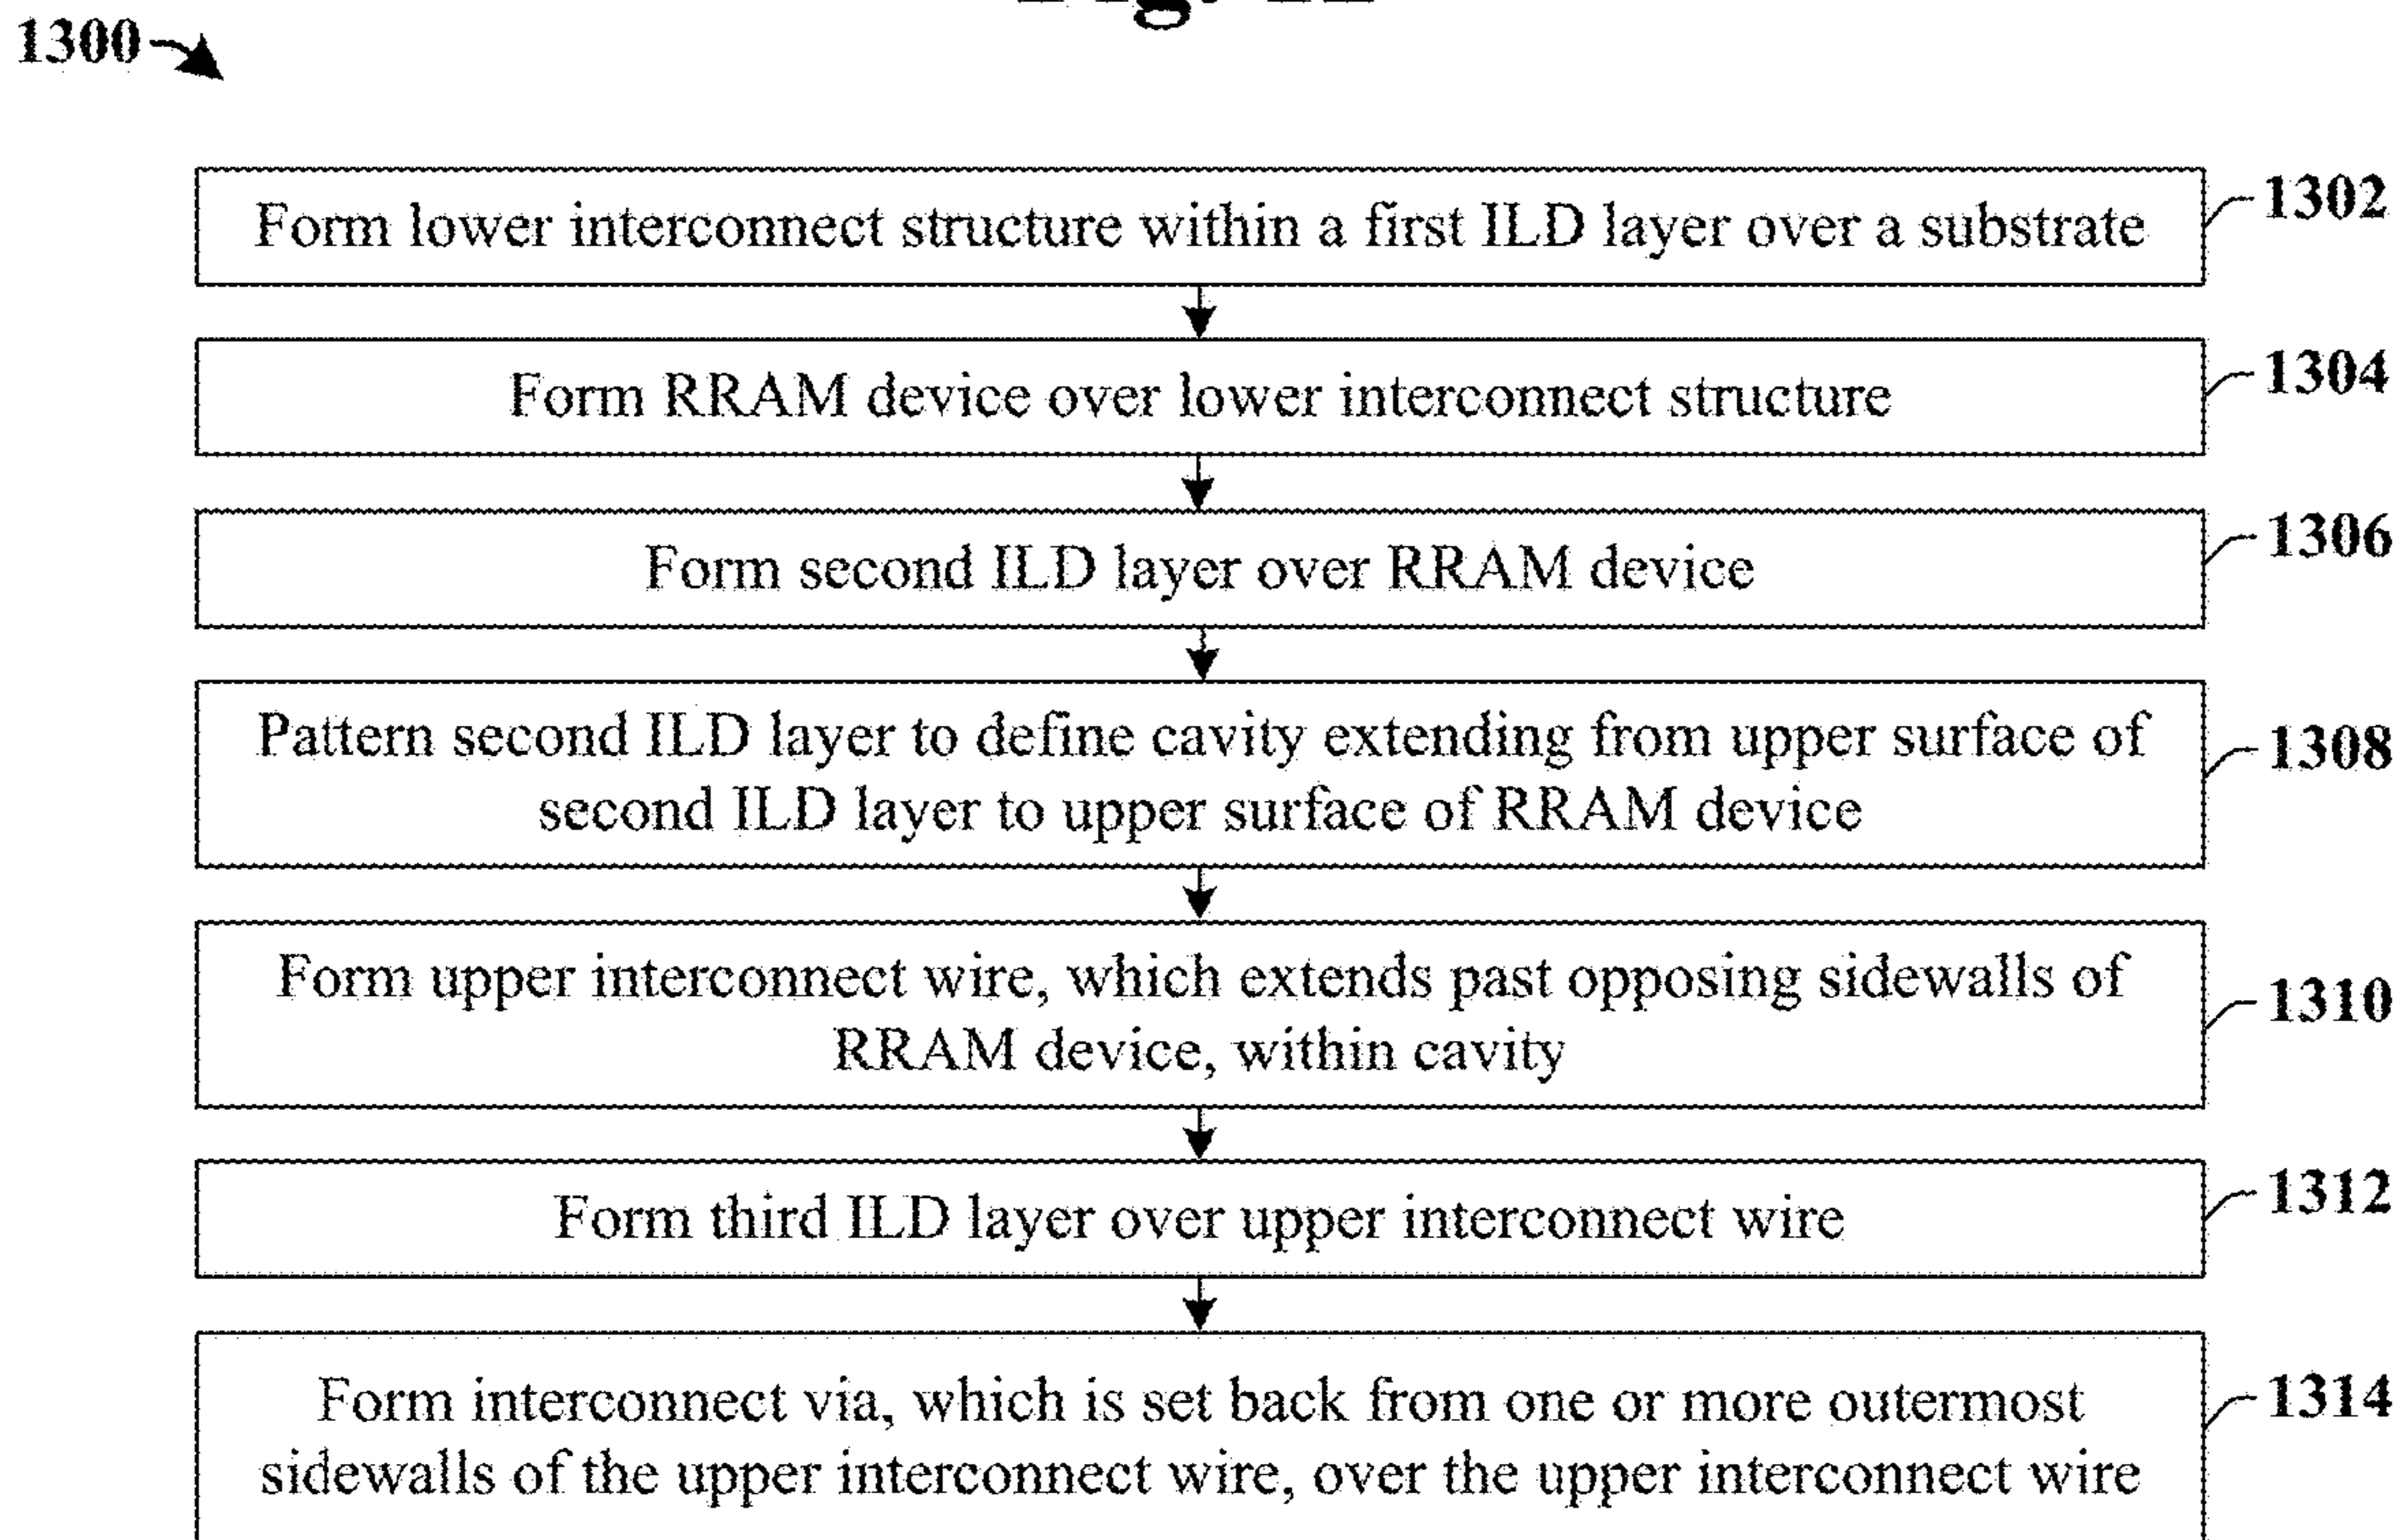 1300
Form lower interconnect structure within a first ILD layer over a substrate
1302
Form RRAM device over lower interconnect structure
1304
Form second ILD layer over RRAM device
1306
Pattern second ILD layer to define cavity extending from upper surface of
second ILD layer to upper surface of RRAM device
1308
Form upper interconnect wire, which extends past opposing sidewalls of
RRAM device, within cavity
1310
Form third ILD layer over upper interconnect wire
1312
Form interconnect via, which is set back from one or more outermost
sidewalls of the upper interconnect wire, over the upper interconnect wire
1314